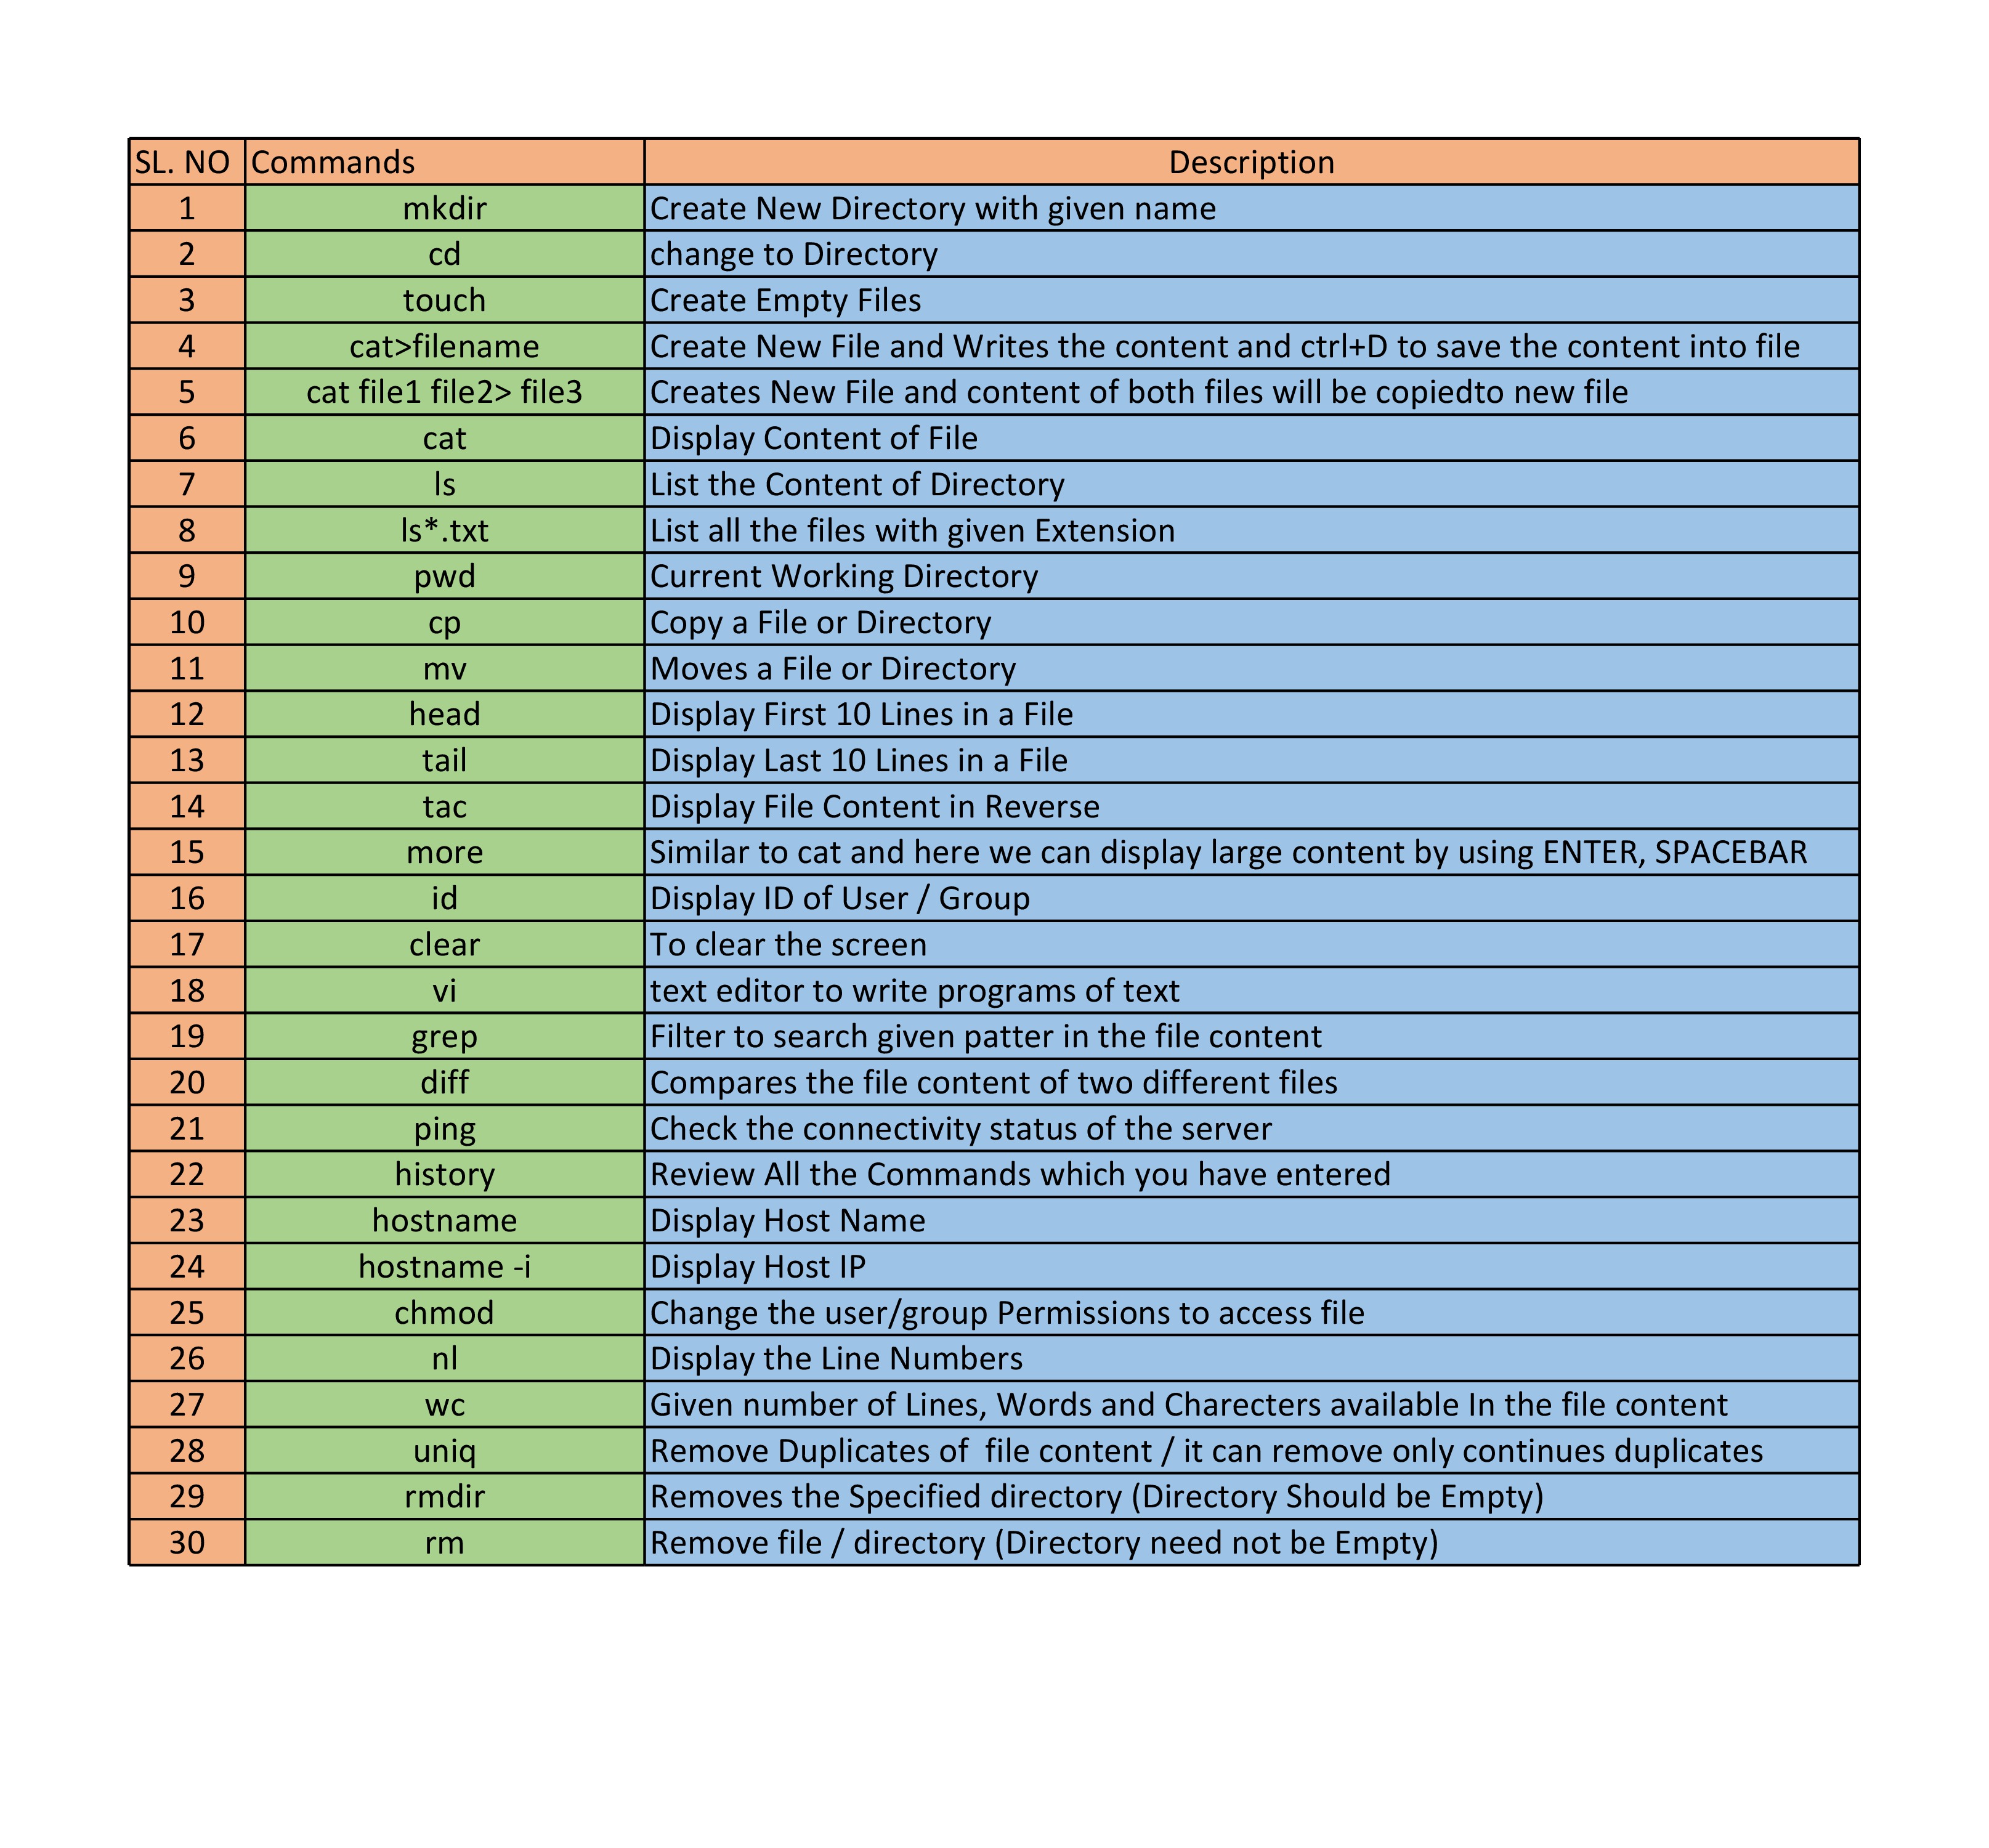 SL. NO Commands Description
1 mkdir Create New Directory with given name
2 cd change to Directory
3 touch Create Empty Files
4 cat>filename Create New File and Writes the content and ctrl+D to save the content into file
5 cat file1 file2> file3 Creates New File and content of both files will be copiedto new file
6 cat Display Content of File
7 ls List the Content of Directory
8 ls*.txt List all the files with given Extension
9 pwd Current Working Directory
10 cp Copy a File or Directory
11 mv Moves a File or Directory
12 head Display First 10 Lines in a File
13 tail Display Last 10 Lines in a File
14 tac Display File Content in Reverse
15 more Similar to cat and here we can display large content by using ENTER, SPACEBAR
16 id Display ID of User / Group
17 clear To clear the screen
18 vi text editor to write programs of text
19 grep Filter to search given patter in the file content
20 diff Compares the file content of two different files
21 ping Check the connectivity status of the server
22 history Review All the Commands which you have entered
23 hostname Display Host Name
24 hostname -i Display Host IP
25 chmod Change the user/group Permissions to access file
26 nl Display the Line Numbers
27 wc Given number of Lines, Words and Charecters available In the file content
28 uniq Remove Duplicates of  file content / it can remove only continues duplicates
29 rmdir Removes the Specified directory (Directory Should be Empty)
30 rm Remove file / directory (Directory need not be Empty)